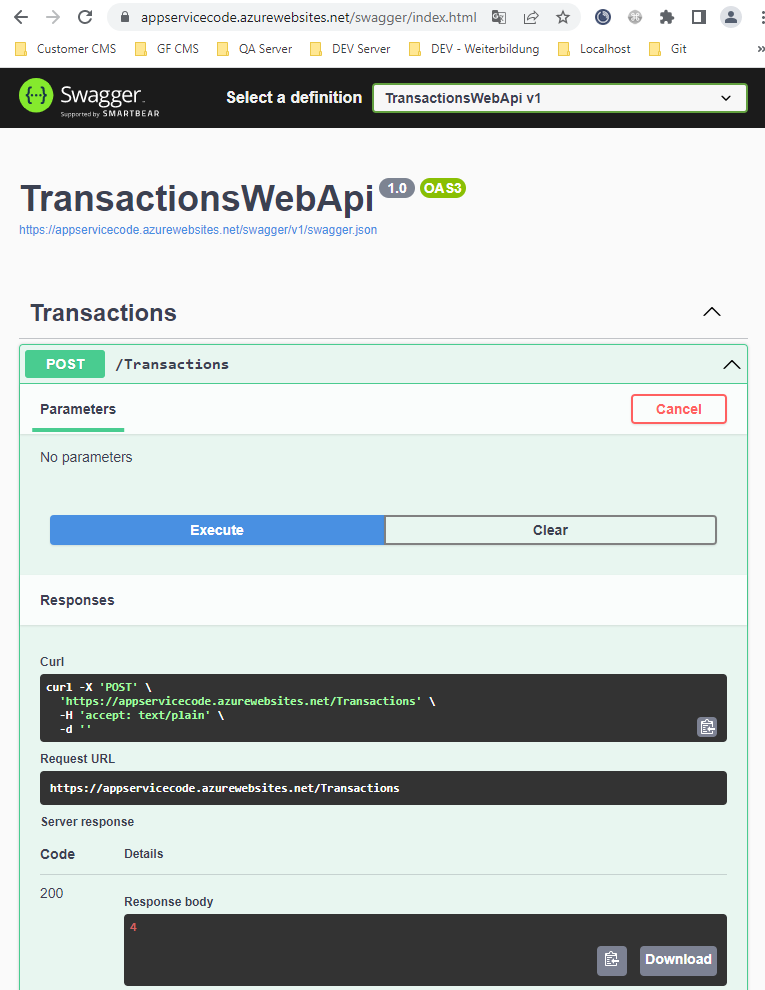 appservicecode.azurewebsites.net/swagger/index.html
Customer CMS GF CMS QA Server DEV Server DEV - Weiterbildung Localhost Git »
{···} Swagger™ Select a definition TransactionsWebApi v1
Supported by SMARTBEAR
TransactionsWebApi 1.0 OAS3
https://appservicecode.azurewebsites.net/swagger/v1/swagger.json
Transactions
POST /Transactions
Parameters Cancel
No parameters
Execute Clear
Responses
Curl
curl -X 'POST' \
'https://appservicecode.azurewebsites.net/Transactions' \
-H 'accept: text/plain' \
-d ''
Request URL
https://appservicecode.azurewebsites.net/Transactions
Server response
Code Details
200
Response body
4
Download